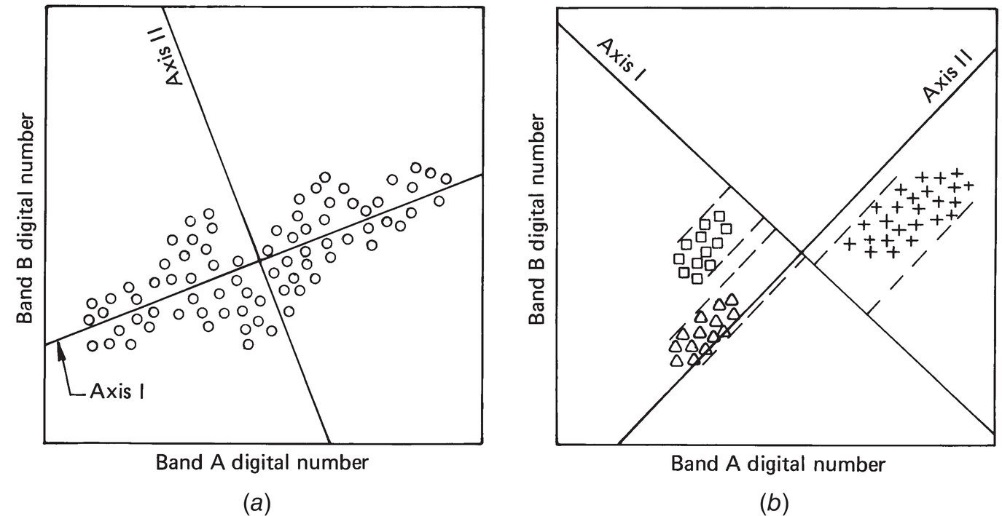 Axis II
Band B digital number
Axis I
Band A digital number
(a)
Axis I
Axis II
Band B digital number
Band A digital number
(b)